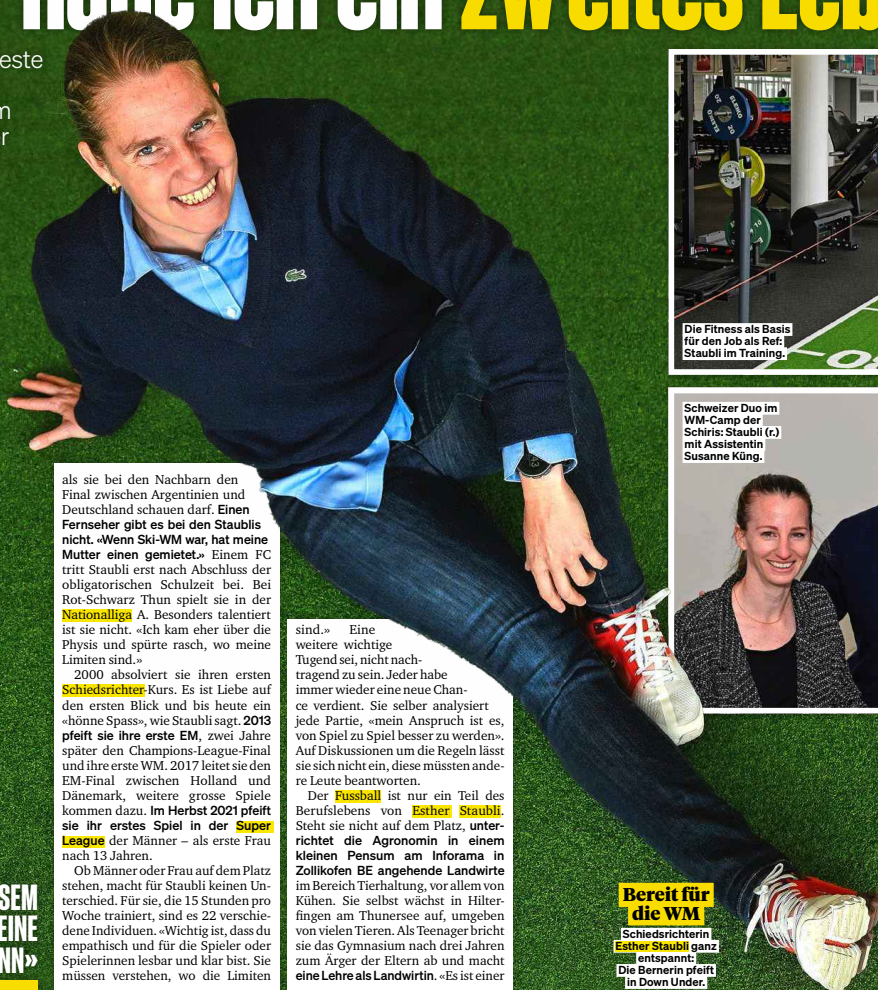 habe ich ein zweites Leb
este
m
r
als sie bei den Nachbarn den
Final zwischen Argentinien und
Deutschland schauen darf. Einen
Fernseher gibt es bei den Staublis
nicht. «Wenn Ski-WM war, hat meine
Mutter einen gemietet.» Einem FC
tritt Staubli erst nach Abschluss der
obligatorischen Schulzeit bei. Bei
Rot-Schwarz Thun spielt sie in der
Nationalliga A. Besonders talentiert
ist sie nicht. «Ich kam eher über die
Physis und spürte rasch, wo meine
Limiten sind.»
2000 absolviert sie ihren ersten
Schiedsrichter-Kurs. Es ist Liebe auf
den ersten Blick und bis heute ein
«hönne Spass», wie Staubli sagt. 2013
pfeift sie ihre erste EM, zwei Jahre
später den Champions-League-Final
und ihre erste WM. 2017 leitet sie den
EM-Final zwischen Holland und
Dänemark, weitere grosse Spiele
kommen dazu. Im Herbst 2021 pfeift
sie ihr erstes Spiel in der Super
League der Männer – als erste Frau
nach 13 Jahren.
Ob Männer oder Frau auf dem Platz
stehen, macht für Staubli keinen Un-
terschied. Für sie, die 15 Stunden pro
Woche trainiert, sind es 22 verschie-
dene Individuen. «Wichtig ist, dass du
empathisch und für die Spieler oder
Spielerinnen lesbar und klar bist. Sie
müssen verstehen, wo die Limiten
sind.» Eine
weitere wichtige
Tugend sei, nicht nach-
tragend zu sein. Jeder habe
immer wieder eine neue Chan-
ce verdient. Sie selber analysiert
jede Partie, «mein Anspruch ist es,
von Spiel zu Spiel besser zu werden».
Auf Diskussionen um die Regeln lässt
sie sich nicht ein, diese müssten ande-
re Leute beantworten.
Der Fussball ist nur ein Teil des
Berufslebens von Esther Staubli.
Steht sie nicht auf dem Platz, unter-
richtet die Agronomin in einem
kleinen Pensum am Inforama in
Zollikofen BE angehende Landwirte
im Bereich Tierhaltung, vor allem von
Kühen. Sie selbst wächst in Hilter-
fingen am Thunersee auf, umgeben
von vielen Tieren. Als Teenager bricht
sie das Gymnasium nach drei Jahren
zum Ärger der Eltern ab und macht
eine Lehre als Landwirtin. «Es ist einer
Die Fitness als Basis
für den Job als Ref:
Staubli im Training.
Schweizer Duo im
WM-Camp der
Schiris: Staubli (r.)
mit Assistentin
Susanne Küng.
SEM
EINE
NN»
Bereit für
die WM
Schiedsrichterin
Esther Staubli ganz
entspannt:
Die Bernerin pfeift
in Down Under.
ELEIKO
20